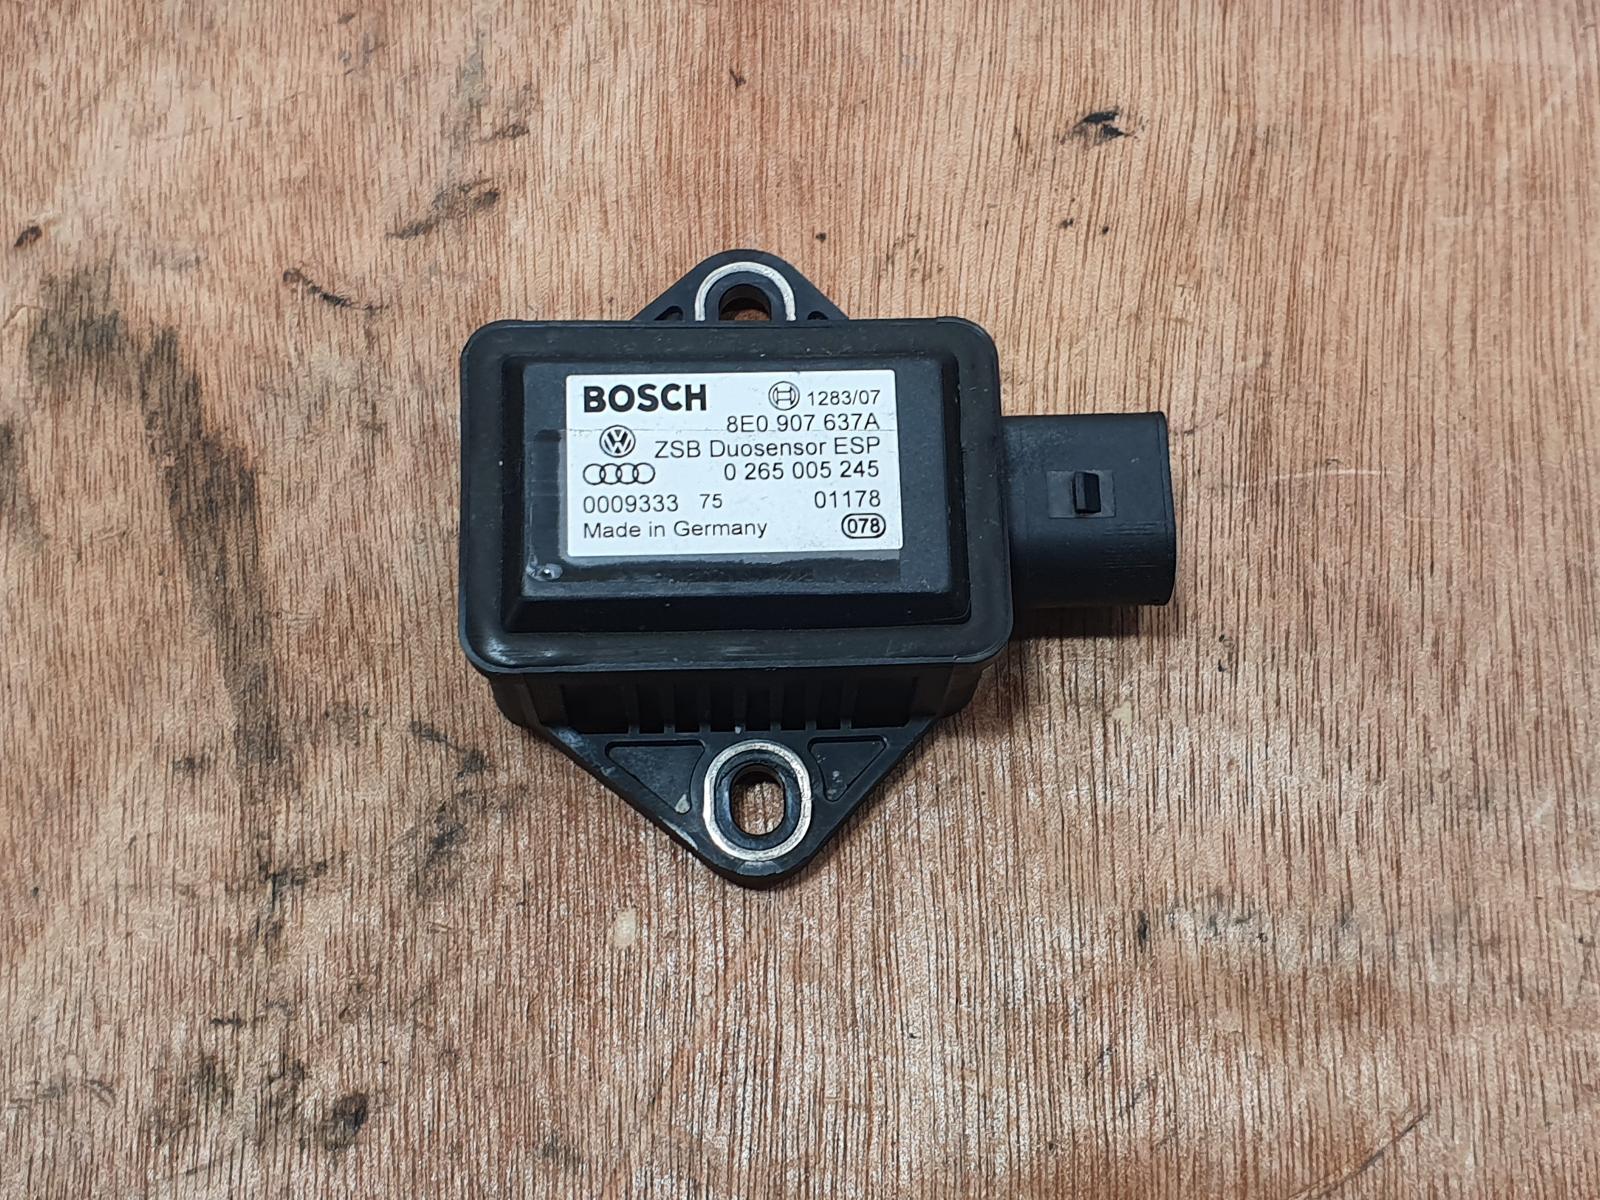 BOSCH 1283/07
8E0 907 637A
ZSB Duosensor ESP
0 265 005 245
0009333 75 01178
Made in Germany 078